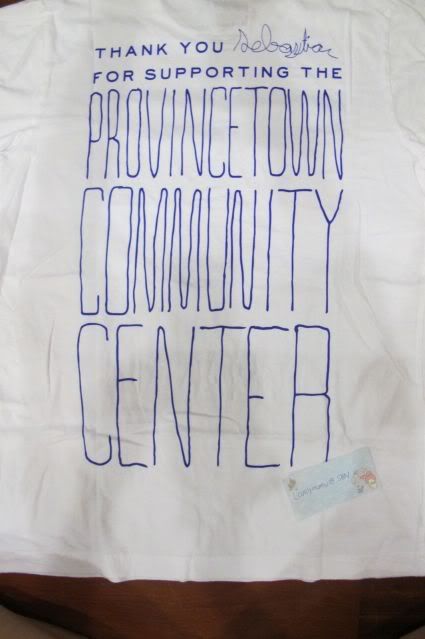 THANK YOU Sebastian
FOR SUPPORTING THE
PROVINCETOWN
COMMUNITY
CENTER